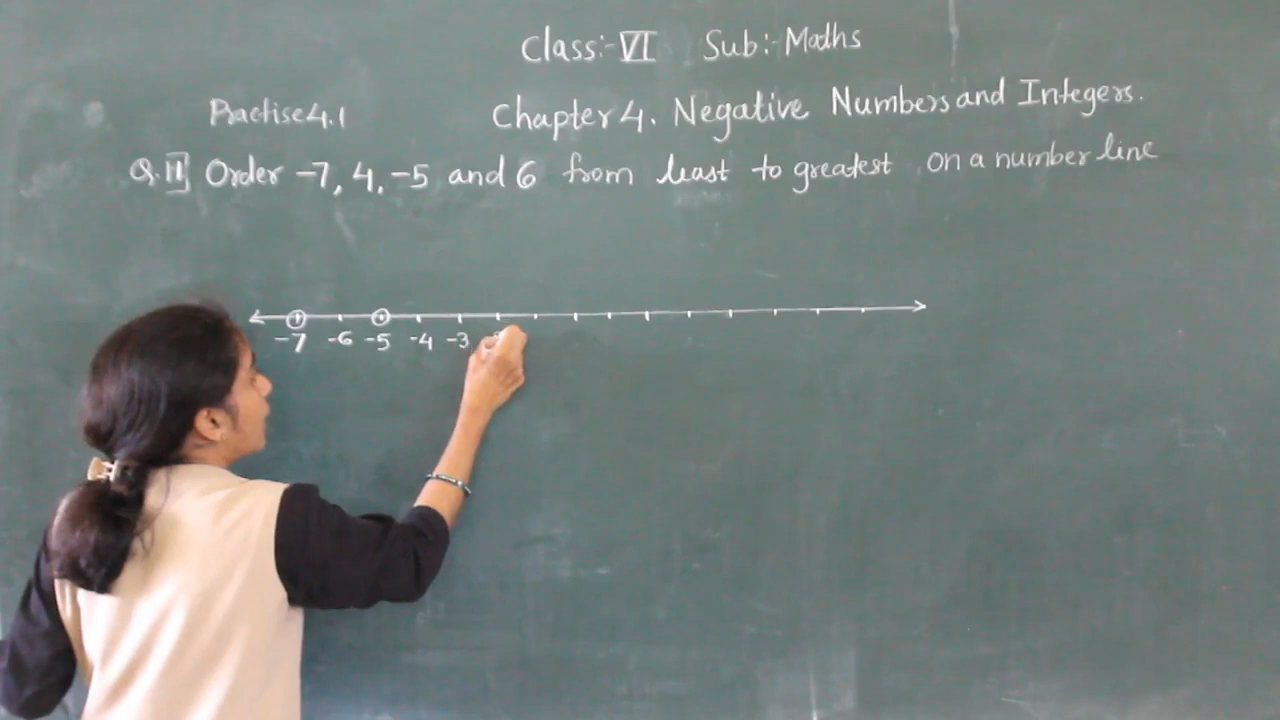 Class:- VI Sub:- Maths
Practise 4.1 Chapter 4. Negative Numbers and Integers.
Q.11] Order -7, 4, -5 and 6 from least to greatest on a number line
-7 -6 -5 -4 -3